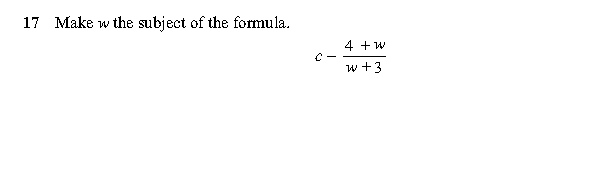 17 Make w the subject of the formula.
c – 4 + w
w + 3